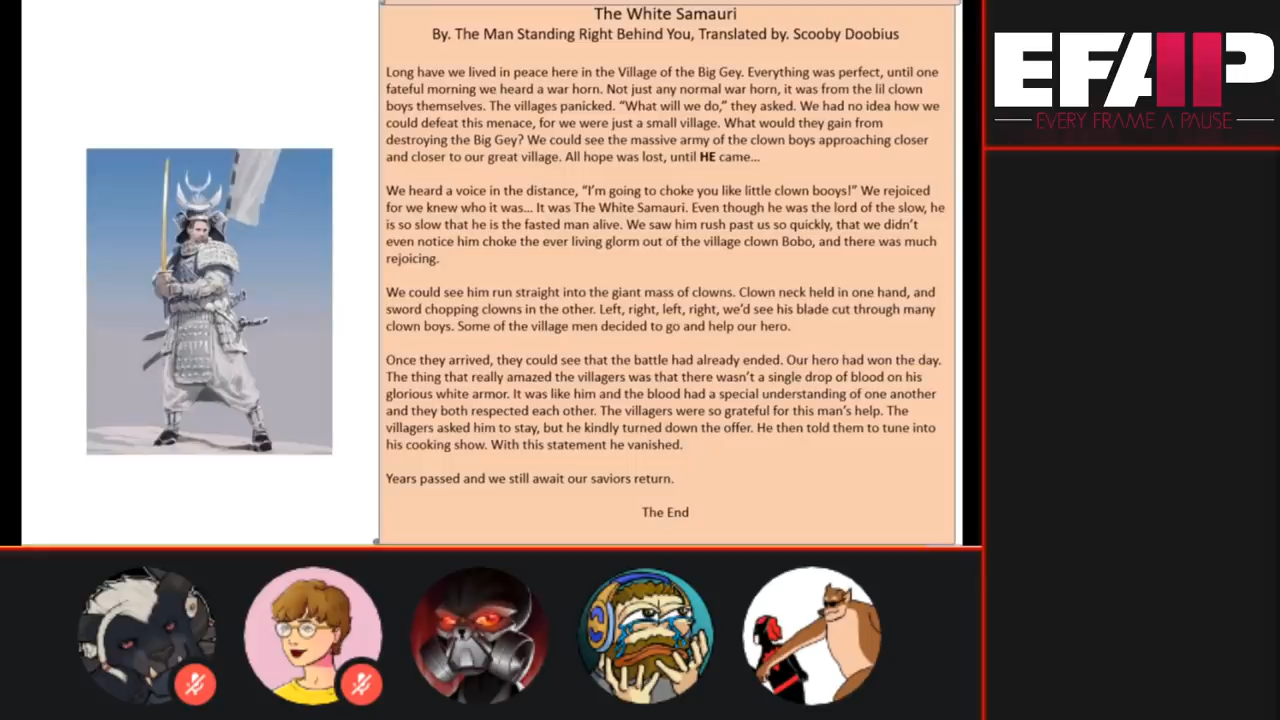 The White Samauri
By. The Man Standing Right Behind You, Translated by. Scooby Doobius
Long have we lived in peace here in the Village of the Big Gey. Everything was perfect, until one
fateful morning we heard a war horn. Not just any normal war horn, it was from the lil clown
boys themselves. The villages panicked. “What will we do,” they asked. We had no idea how we
could defeat this menace, for we were just a small village. What would they gain from
destroying the Big Gey? We could see the massive army of the clown boys approaching closer
and closer to our great village. All hope was lost, until HE came…
We heard a voice in the distance, “I’m going to choke you like little clown booys!” We rejoiced
for we knew who it was… It was The White Samauri. Even though he was the lord of the slow, he
is so slow that he is the fasted man alive. We saw him rush past us so quickly, that we didn’t
even notice him choke the ever living glorm out of the village clown Bobo, and there was much
rejoicing.
We could see him run straight into the giant mass of clowns. Clown neck held in one hand, and
sword chopping clowns in the other. Left, right, left, right, we’d see his blade cut through many
clown boys. Some of the village men decided to go and help our hero.
Once they arrived, they could see that the battle had already ended. Our hero had won the day.
The thing that really amazed the villagers was that there wasn’t a single drop of blood on his
glorious white armor. It was like him and the blood had a special understanding of one another
and they both respected each other. The villagers were so grateful for this man’s help. The
villagers asked him to stay, but he kindly turned down the offer. He then told them to tune into
his cooking show. With this statement he vanished.
Years passed and we still await our saviors return.
The End
EFAP
EVERY FRAME A PAUSE